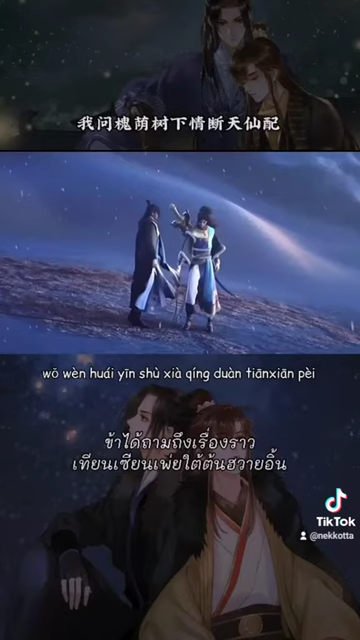 我问槐荫树下情断天仙配
wǒ wèn huái yīn shù xià qíng duàn tiānxiān pèi
ข้าได้ถามถึงเรื่องราว
เทียนเซียนเพ่ยใต้ต้นฮวายอิ้น
TikTok
@nekkotta